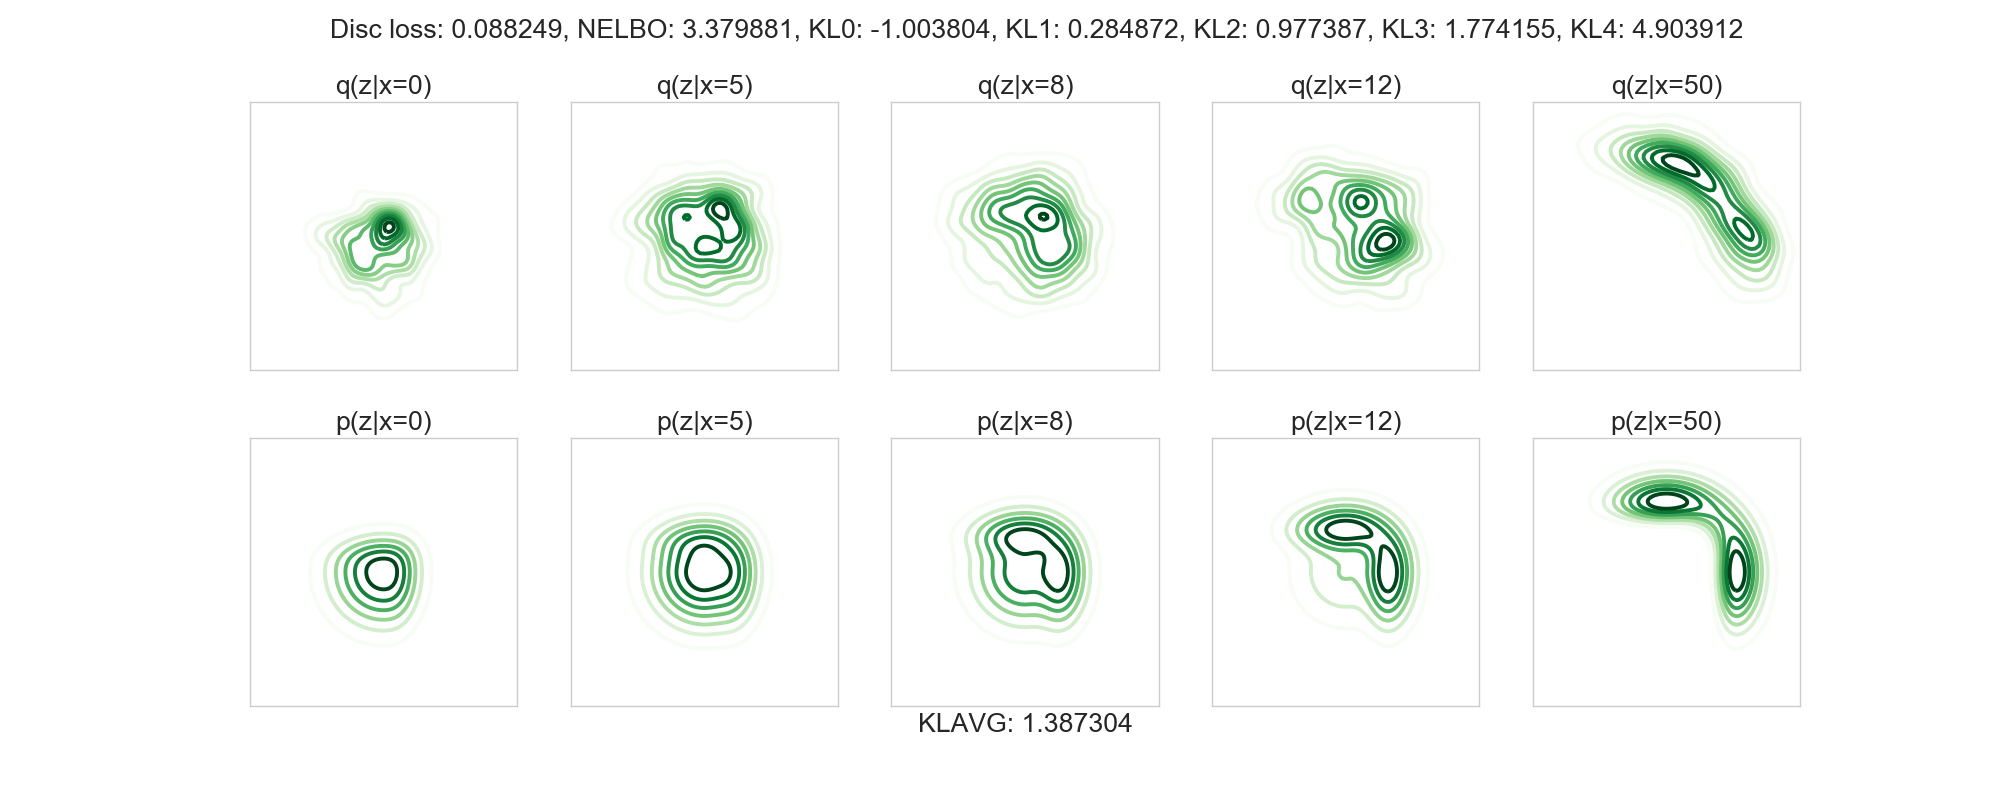 Disc loss: 0.088249, NELBO: 3.379881, KL0: -1.003804, KL1: 0.284872, KL2: 0.977387, KL3: 1.774155, KL4: 4.903912
q(z|x=0) q(z|x=5) q(z|x=8) q(z|x=12) q(z|x=50)
p(z|x=0) p(z|x=5) p(z|x=8) p(z|x=12) p(z|x=50)
KLAVG: 1.387304